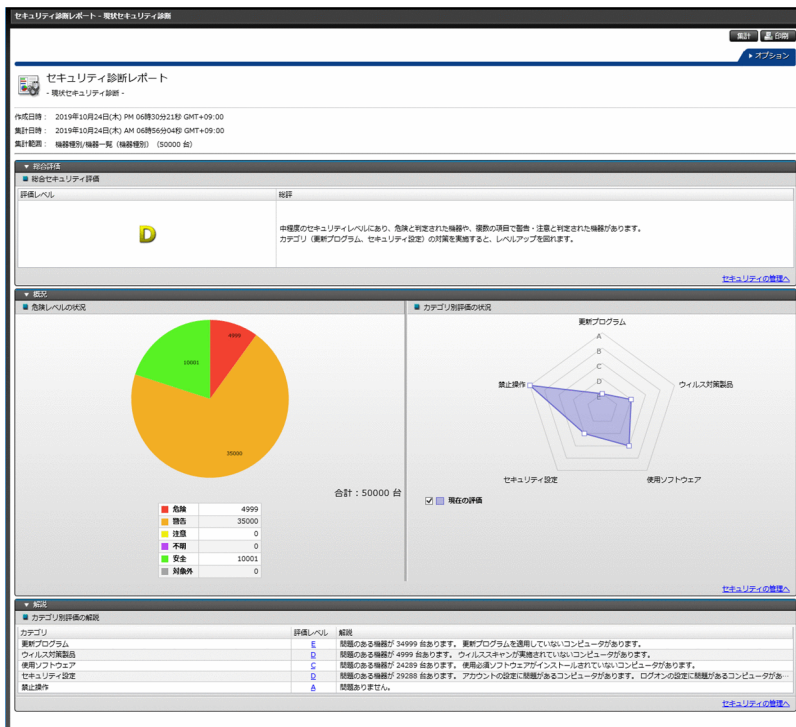 セキュリティ診断レポート - 現状セキュリティ診断
集計 印刷
オプション
セキュリティ診断レポート
- 現状セキュリティ診断 -
作成日時： 2019年10月24日(木) PM 06時30分21秒 GMT+09:00
集計日時： 2019年10月24日(木) AM 06時56分04秒 GMT+09:00
集計範囲： 機器種別/機器一覧（機器種別）（50000 台）
▼ 総合評価
総合セキュリティ評価
評価レベル 総評
D
中程度のセキュリティレベルにあり、危険と判定された機器や、複数の項目で警告・注意と判定された機器があります。
カテゴリ（更新プログラム、セキュリティ設定）の対策を実施すると、レベルアップを図れます。
セキュリティの管理へ
▼ 概況
危険レベルの状況
4999
10001
35000
合計：50000 台
危険 4999
警告 35000
注意 0
不明 0
安全 10001
対象外 0
カテゴリ別評価の状況
更新プログラム
A
B
C
D
E
禁止操作
ウィルス対策製品
セキュリティ設定
使用ソフトウェア
現在の評価
セキュリティの管理へ
▼ 解説
カテゴリ別評価の解説
カテゴリ 評価レベル 解説
更新プログラム E 問題のある機器が 34999 台あります。 更新プログラムを適用していないコンピュータがあります。
ウィルス対策製品 D 問題のある機器が 4999 台あります。 ウィルススキャンが実施されていないコンピュータがあります。
使用ソフトウェア C 問題のある機器が 24289 台あります。 使用必須ソフトウェアがインストールされていないコンピュータがあります。
セキュリティ設定 D 問題のある機器が 29288 台あります。 アカウントの設定に問題があるコンピュータがあります。 ログオンの設定に問題があるコンピュータがあ…
禁止操作 A 問題ありません。
セキュリティの管理へ